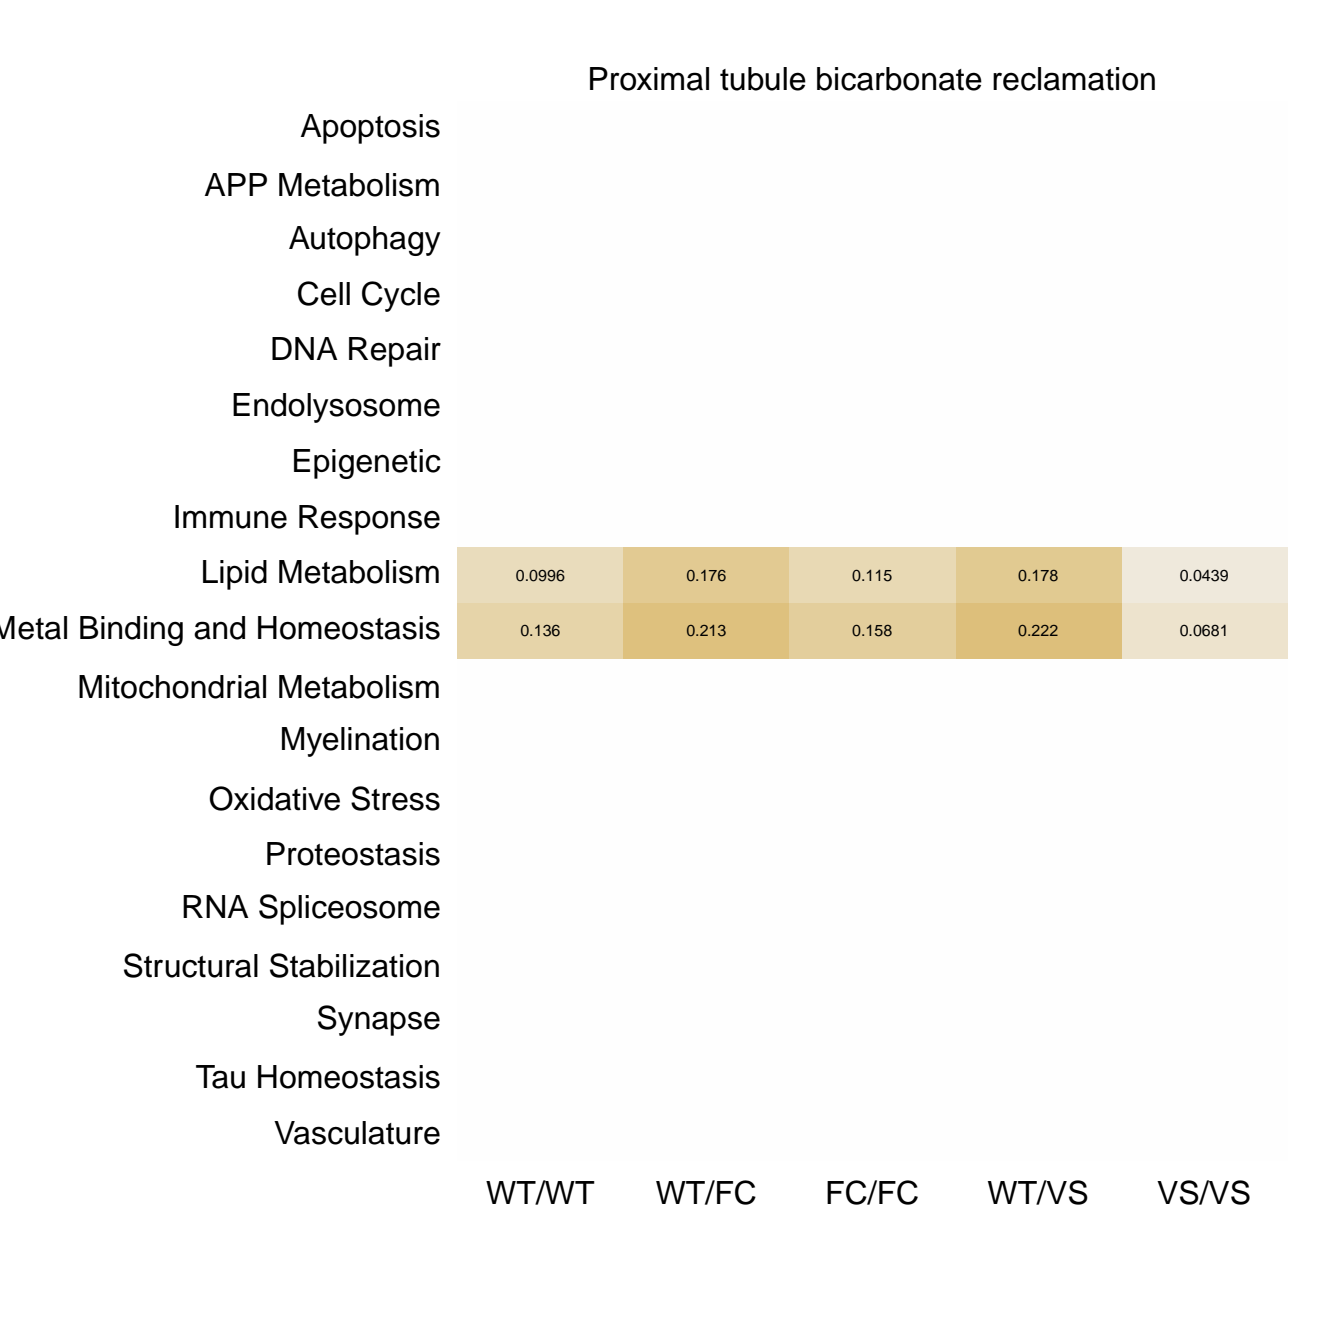 Proximal tubule bicarbonate reclamation
Apoptosis
APP Metabolism
Autophagy
Cell Cycle
DNA Repair
Endolysosome
Epigenetic
Immune Response
Lipid Metabolism 0.0996 0.176 0.115 0.178 0.0439
Metal Binding and Homeostasis 0.136 0.213 0.158 0.222 0.0681
Mitochondrial Metabolism
Myelination
Oxidative Stress
Proteostasis
RNA Spliceosome
Structural Stabilization
Synapse
Tau Homeostasis
Vasculature
WT/WT WT/FC FC/FC WT/VS VS/VS